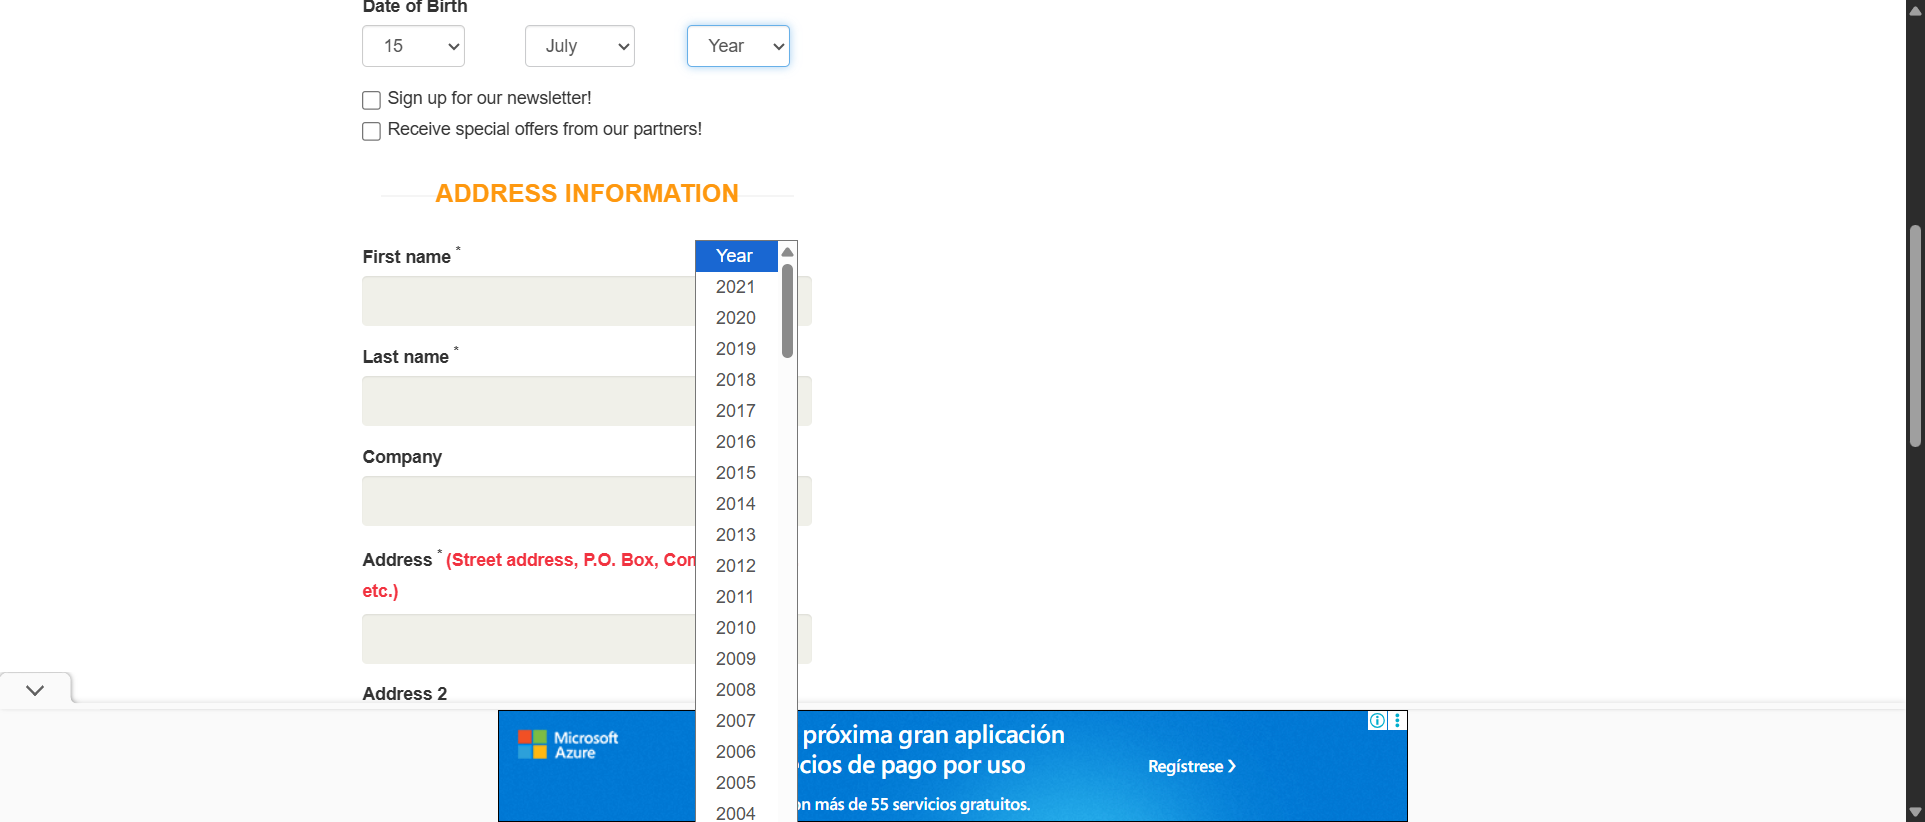 Date of Birth
15
July
Year
Sign up for our newsletter!
Receive special offers from our partners!
ADDRESS INFORMATION
First name *
Last name *
Company
Address * (Street address, P.O. Box,
etc.)
Address 2
Year
2021
2020
2019
2018
2017
2016
2015
2014
2013
2012
2011
2010
2009
2008
2007
2006
2005
2004
Microsoft
Azure
próxima gran aplicación
de pago por uso
más de 55 servicios gratuitos.
Regístrese